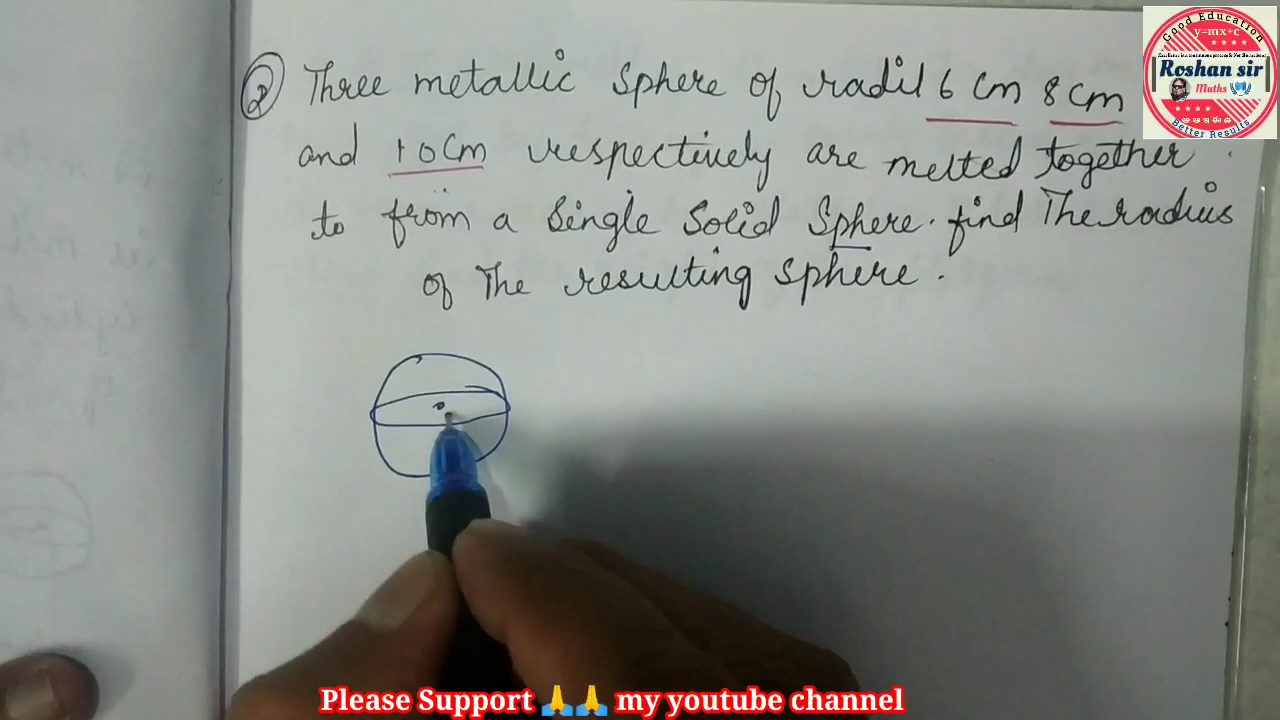 ② Three metallic sphere of radil 6 cm 8 cm
and 10 cm respectively are melted together
to from a single solid sphere. find The radius
of The resulting sphere.
Good Education
y=mx+c
Roshan sir
Maths
Better Results
Please Support 🙏🙏 my youtube channel